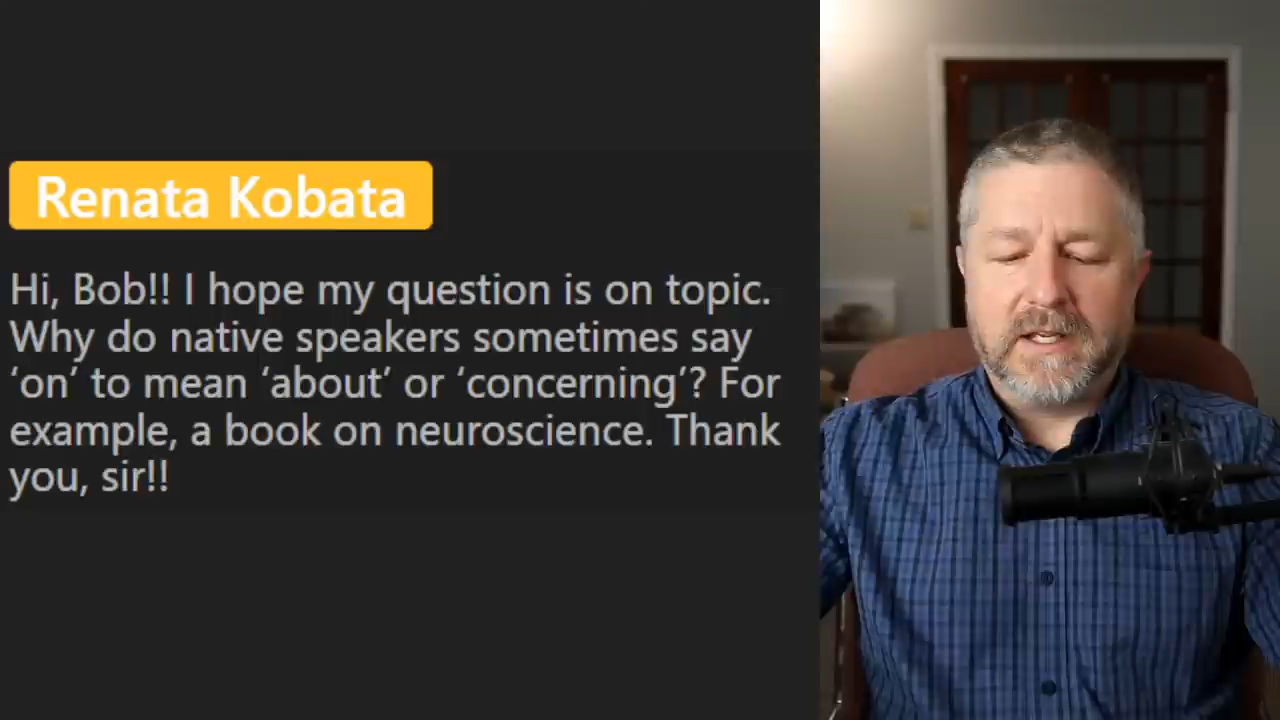 Renata Kobata
Hi, Bob!! I hope my question is on topic.
Why do native speakers sometimes say
‘on’ to mean ‘about’ or ‘concerning’? For
example, a book on neuroscience. Thank
you, sir!!